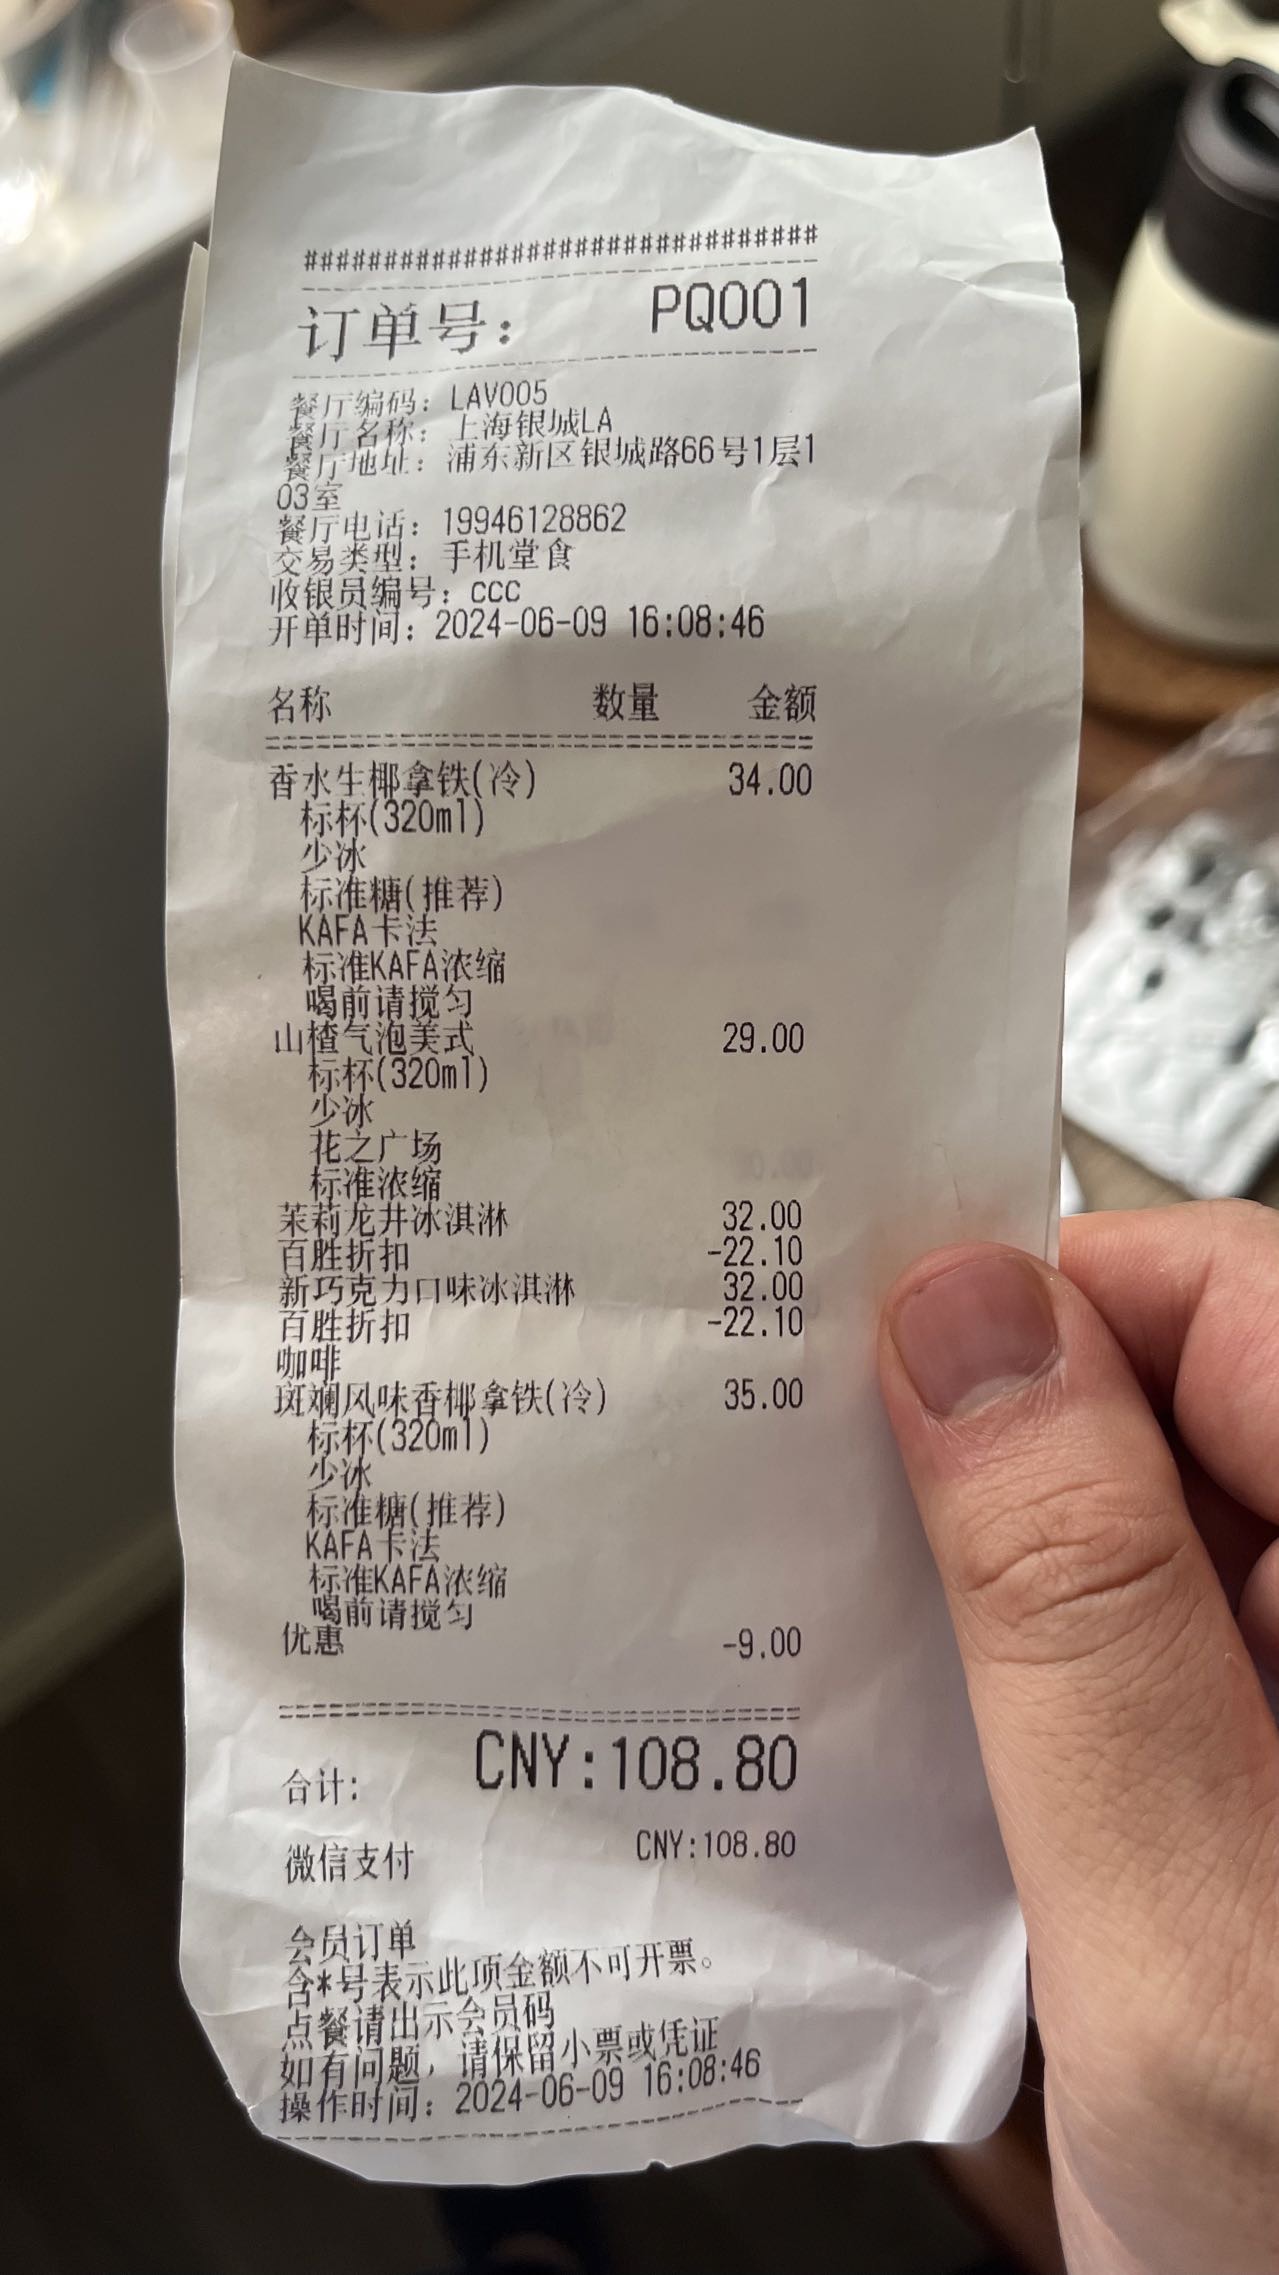 ################################
订单号： PQ001
餐厅编码：LAV005
餐厅名称：上海银城LA
餐厅地址：浦东新区银城路66号1层1
03室
餐厅电话：19946128862
交易类型：手机堂食
收银员编号：ccc
开单时间：2024-06-09 16:08:46
名称 数量 金额
香水生椰拿铁(冷) 34.00
标杯(320ml)
少冰
标准糖(推荐)
KAFA卡法
标准KAFA浓缩
喝前请搅匀
山楂气泡美式 29.00
标杯(320ml)
少冰
花之广场
标准浓缩
茉莉龙井冰淇淋 32.00
百胜折扣 -22.10
新巧克力口味冰淇淋 32.00
百胜折扣 -22.10
咖啡
斑斓风味香椰拿铁(冷) 35.00
标杯(320ml)
少冰
标准糖(推荐)
KAFA卡法
标准KAFA浓缩
喝前请搅匀
优惠 -9.00
合计: CNY:108.80
微信支付 CNY:108.80
会员订单
含*号表示此项金额不可开票。
点餐请出示会员码
如有问题，请保留小票或凭证
操作时间：2024-06-09 16:08:46